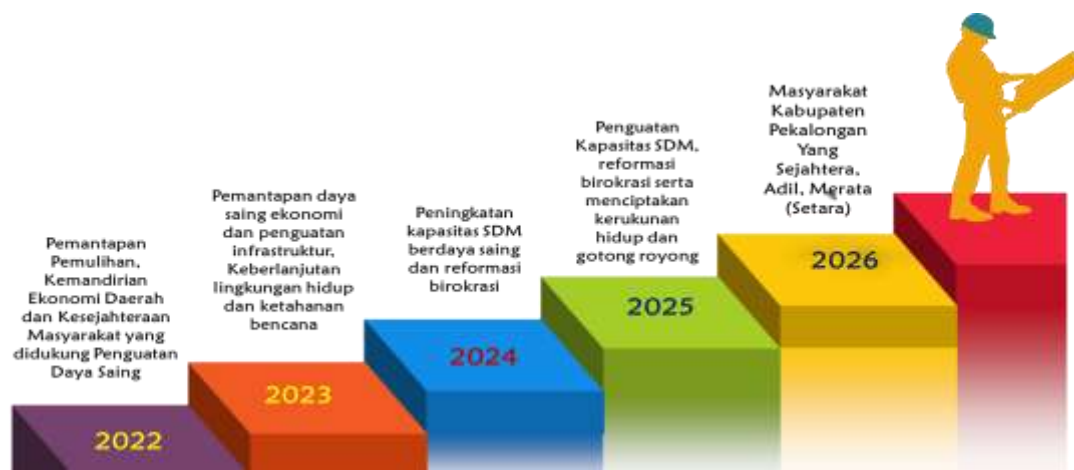 Pemantapan
Pemulihan,
Kemandirian
Ekonomi Daerah
dan Kesejahteraan
Masyarakat yang
didukung Penguatan
Daya Saing
2022
Pemantapan daya
saing ekonomi
dan penguatan
infrastruktur,
Keberlanjutan
lingkungan hidup
dan ketahanan
bencana
2023
Peningkatan
kapasitas SDM
berdaya saing
dan reformasi
birokrasi
2024
Penguatan
Kapasitas SDM,
reformasi
birokrasi serta
menciptakan
kerukunan
hidup dan
gotong royong
2025
Masyarakat
Kabupaten
Pekalongan
Yang
Sejahtera,
Adil, Merata
(Setara)
2026